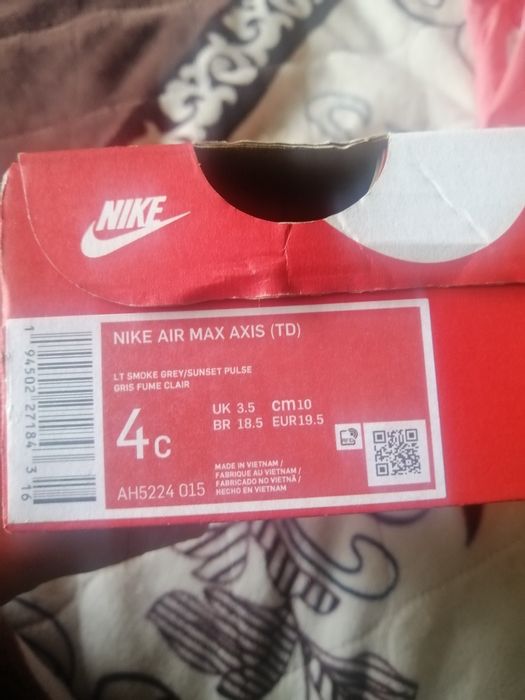 NIKE
NIKE AIR MAX AXIS (TD)
LT SMOKE GREY/SUNSET PULSE
GRIS FUME CLAIR
4C
UK 3.5 cm10
BR 18.5 EUR19.5
MADE IN VIETNAM /
FABRIQUE AU VIETNAM /
FABRICADO NO VIETNÃ /
HECHO EN VIETNAM
AH5224 015
1 94502 27184 3 16